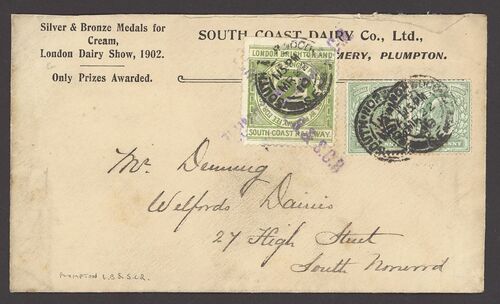 Silver & Bronze Medals for
Cream,
London Dairy Show, 1902.
Only Prizes Awarded.
SOUTH COAST DAIRY Co., Ltd.,
MERY, PLUMPTON.
LONDON BRIGHTON AND
SOUTH COAST RAILWAY.
S.C.R
Mr. Denning
Welfords Dairies
27 High Street
South Norwood
PLUMPTON L.B.& S.C.R.